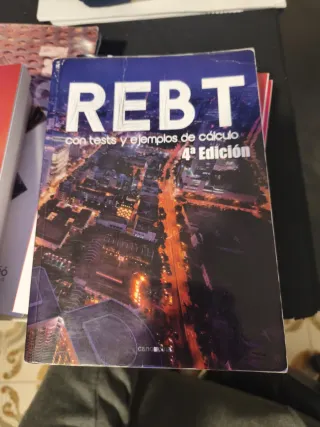 REBT
con tests y ejemplos de cálculo
4ª Edición